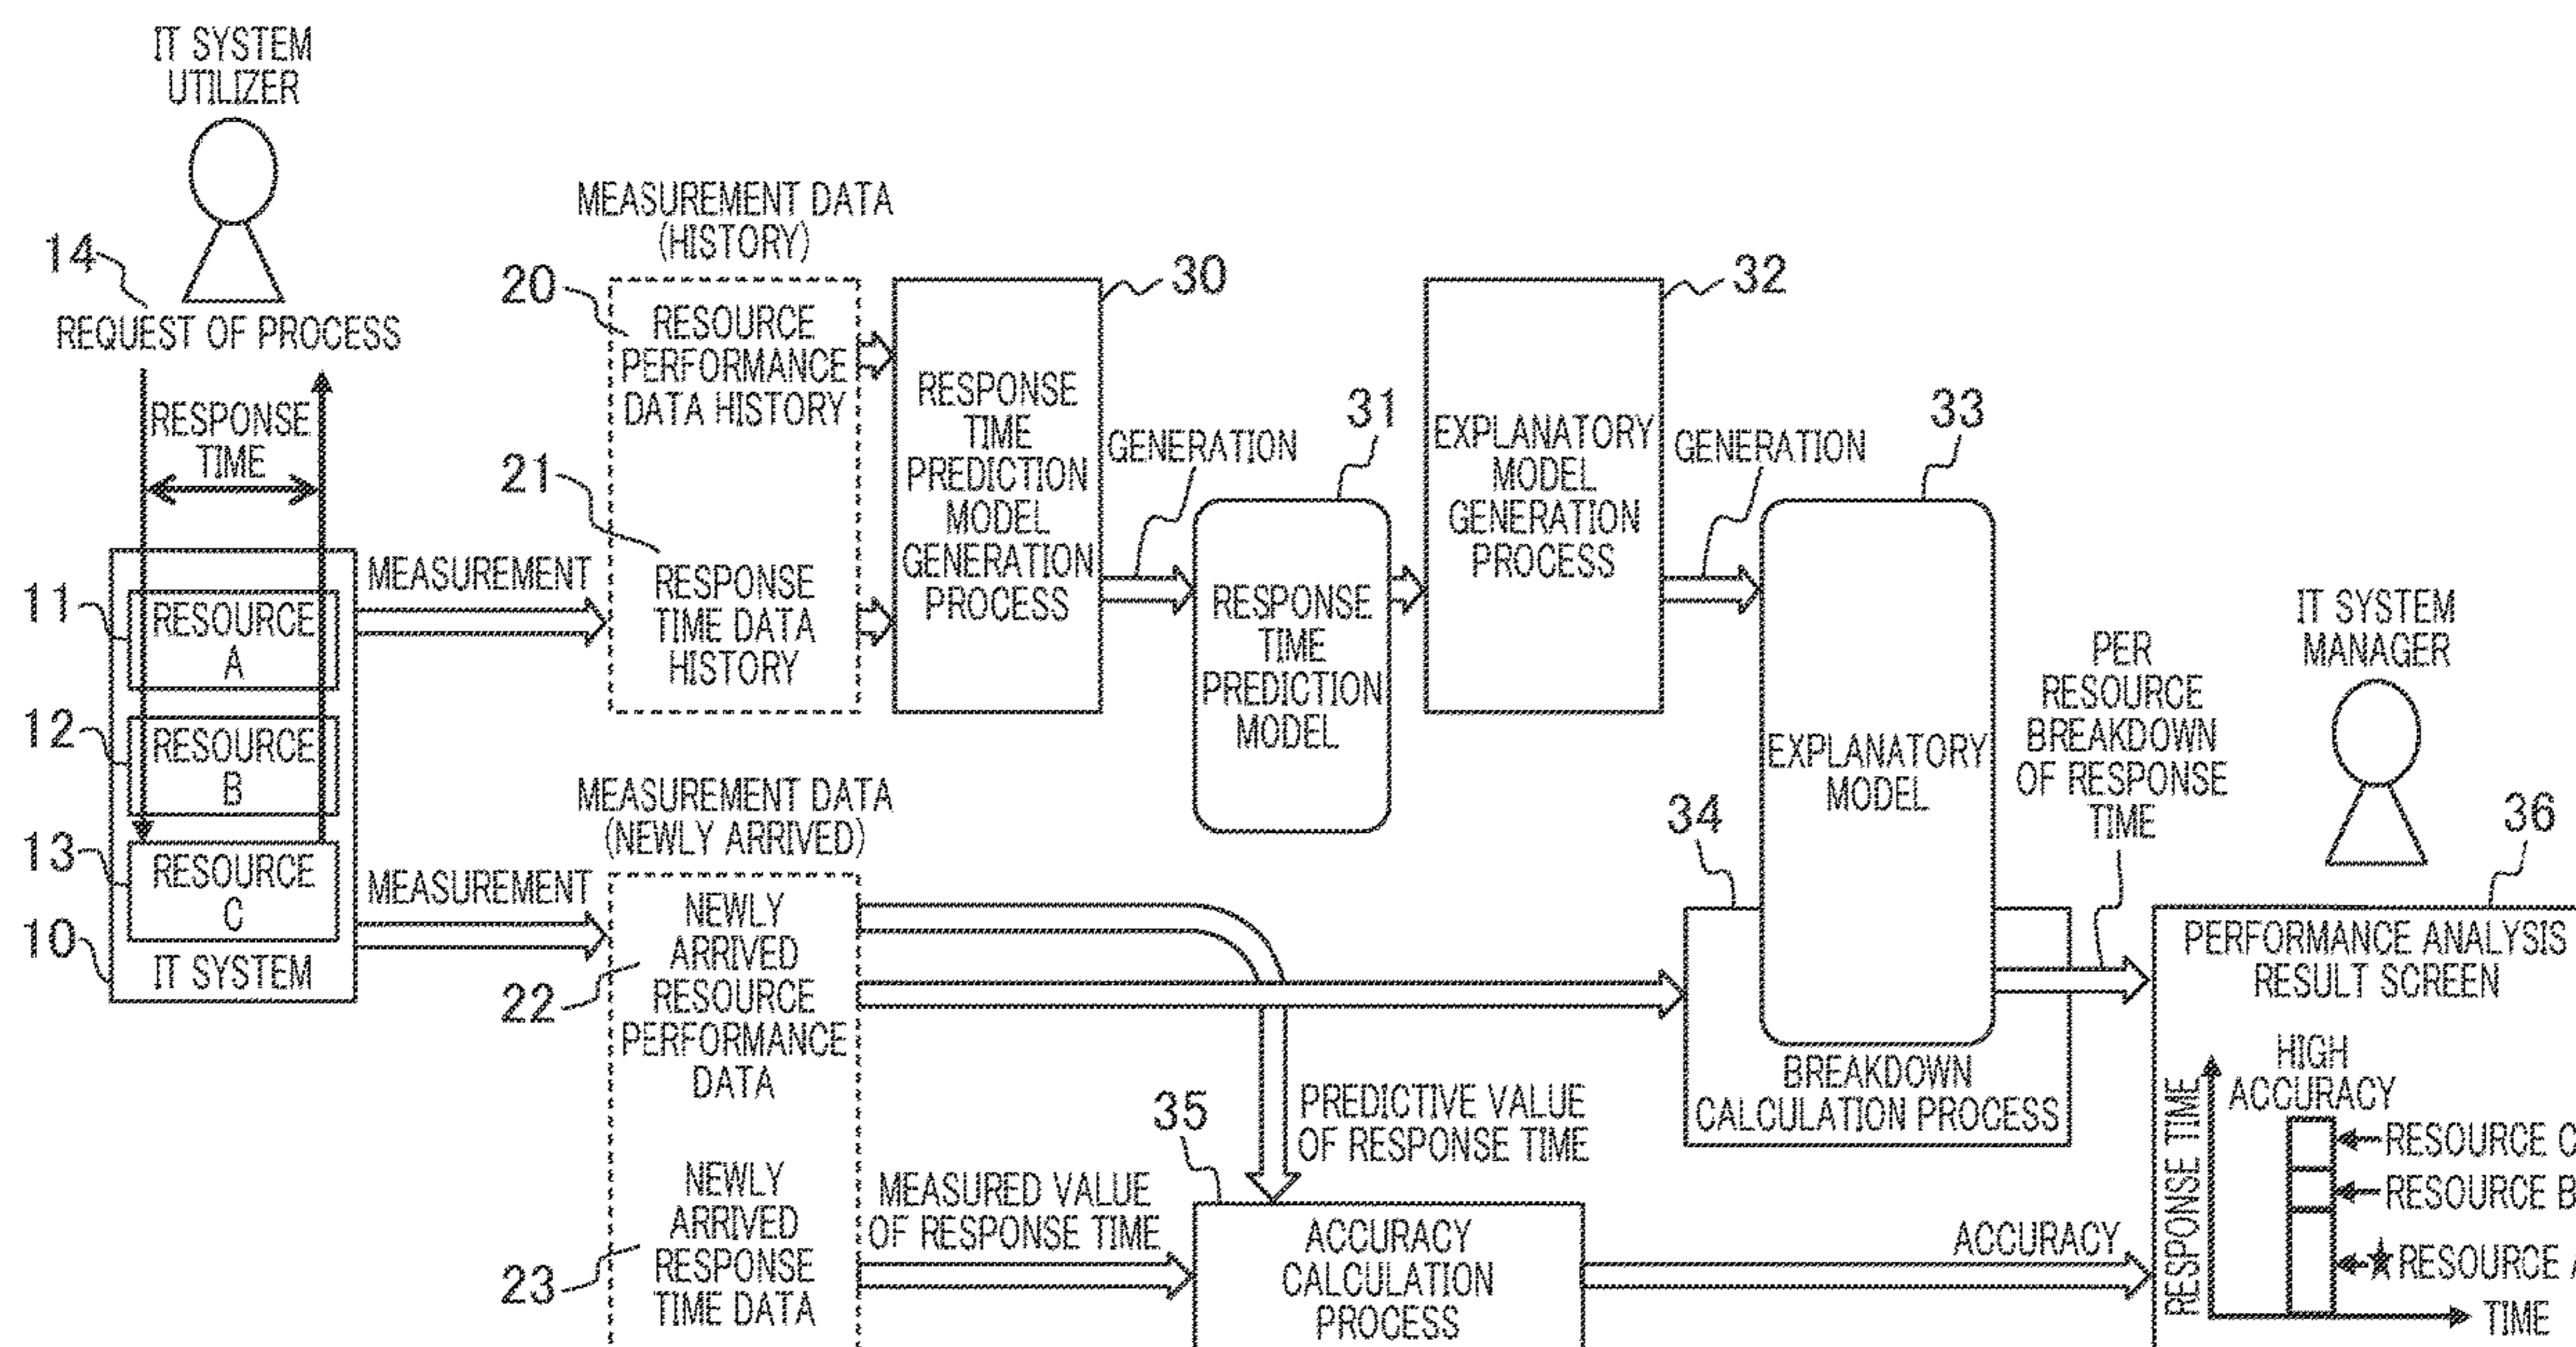 IT SYSTEM
UTILIZER
14
REQUEST OF PROCESS
RESPONSE
TIME
11
RESOURCE
A
12
RESOURCE
B
13
RESOURCE
C
10
IT SYSTEM
MEASUREMENT
MEASUREMENT
MEASUREMENT DATA
(HISTORY)
20
RESOURCE
PERFORMANCE
DATA HISTORY
21
RESPONSE
TIME DATA
HISTORY
30
RESPONSE
TIME
PREDICTION
MODEL
GENERATION
PROCESS
GENERATION
31
RESPONSE
TIME
PREDICTION
MODEL
32
EXPLANATORY
MODEL
GENERATION
PROCESS
GENERATION
33
EXPLANATORY
MODEL
34
BREAKDOWN
CALCULATION PROCESS
PER
RESOURCE
BREAKDOWN
OF RESPONSE
TIME
IT SYSTEM
MANAGER
36
MEASUREMENT DATA
(NEWLY ARRIVED)
22
NEWLY
ARRIVED
RESOURCE
PERFORMANCE
DATA
23
NEWLY
ARRIVED
RESPONSE
TIME DATA
MEASURED VALUE
OF RESPONSE TIME
PREDICTIVE VALUE
OF RESPONSE TIME
35
ACCURACY
CALCULATION
PROCESS
ACCURACY
PERFORMANCE ANALYSIS
RESULT SCREEN
HIGH
ACCURACY
RESPONSE TIME
RESOURCE C
RESOURCE B
★RESOURCE A
TIME